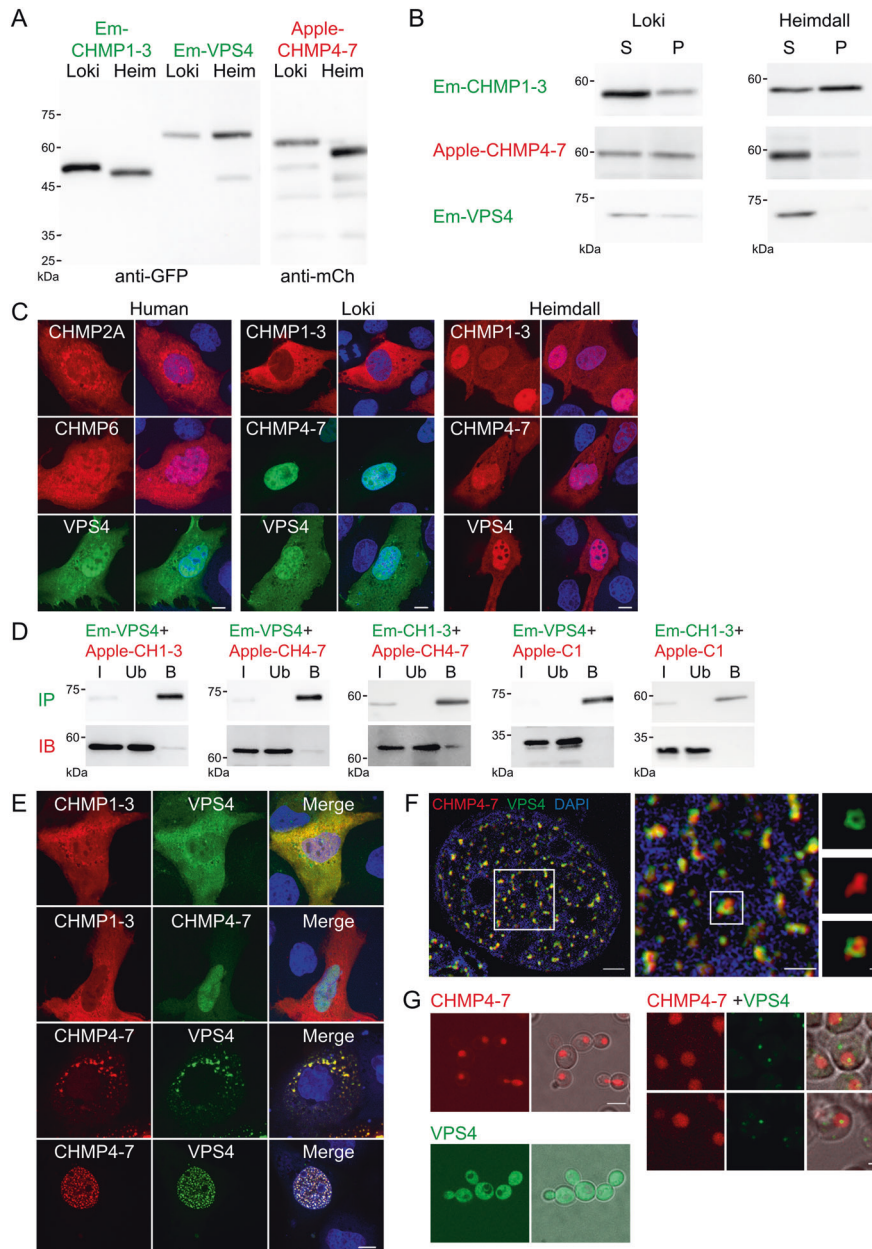 A
Em-CHMP1-3
Em-VPS4
Apple-CHMP4-7
Loki Heim Loki Heim Loki Heim
75-
60-
45-
35-
25-
kDa
anti-GFP
anti-mCh
B
Loki
Heimdall
S P S P
Em-CHMP1-3
60-
60-
Apple-CHMP4-7
60-
60-
Em-VPS4
75-
75-
kDa
kDa
C
Human
Loki
Heimdall
CHMP2A
CHMP1-3
CHMP1-3
CHMP6
CHMP4-7
CHMP4-7
VPS4
VPS4
VPS4
D
Em-VPS4+
Apple-CH1-3
Em-VPS4+
Apple-CH4-7
Em-CH1-3+
Apple-CH4-7
Em-VPS4+
Apple-C1
Em-CH1-3+
Apple-C1
I Ub B I Ub B I Ub B I Ub B I Ub B
IP
75-
75-
60-
75-
60-
IB
60-
60-
60-
35-
35-
kDa
kDa
kDa
kDa
kDa
E
CHMP1-3 VPS4 Merge
CHMP1-3 CHMP4-7 Merge
CHMP4-7 VPS4 Merge
CHMP4-7 VPS4 Merge
F
CHMP4-7 VPS4 DAPI
G
CHMP4-7
CHMP4-7 +VPS4
VPS4